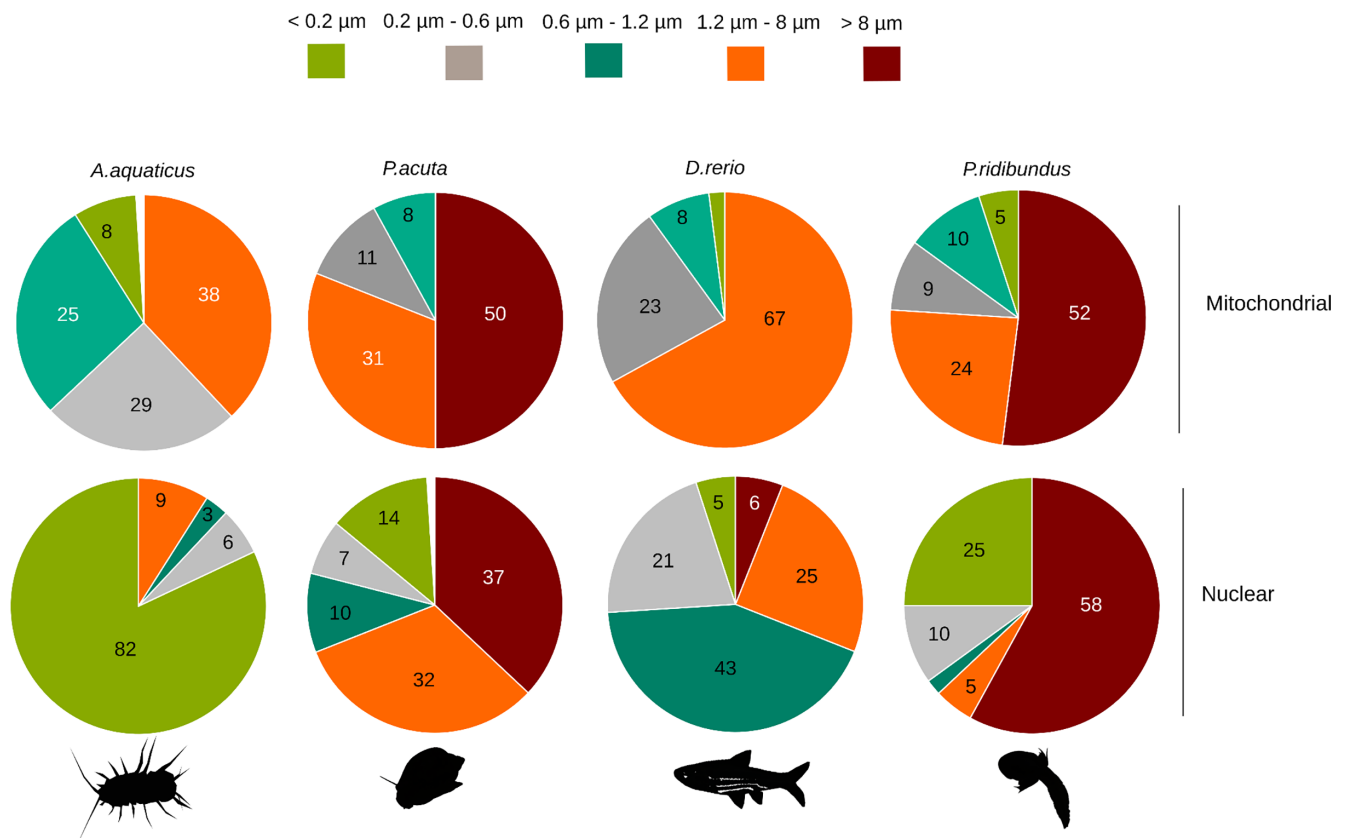 < 0.2 µm 0.2 µm - 0.6 µm 0.6 µm - 1.2 µm 1.2 µm - 8 µm > 8 µm
A.aquaticus P.acuta D.rerio P.ridibundus
8 38 25 29
8 11 50 31
8 23 67
5 10 9 52 24
Mitochondrial
9 3 6 82
14 7 37 10 32
5 6 21 25 43
25 58 10 5
Nuclear